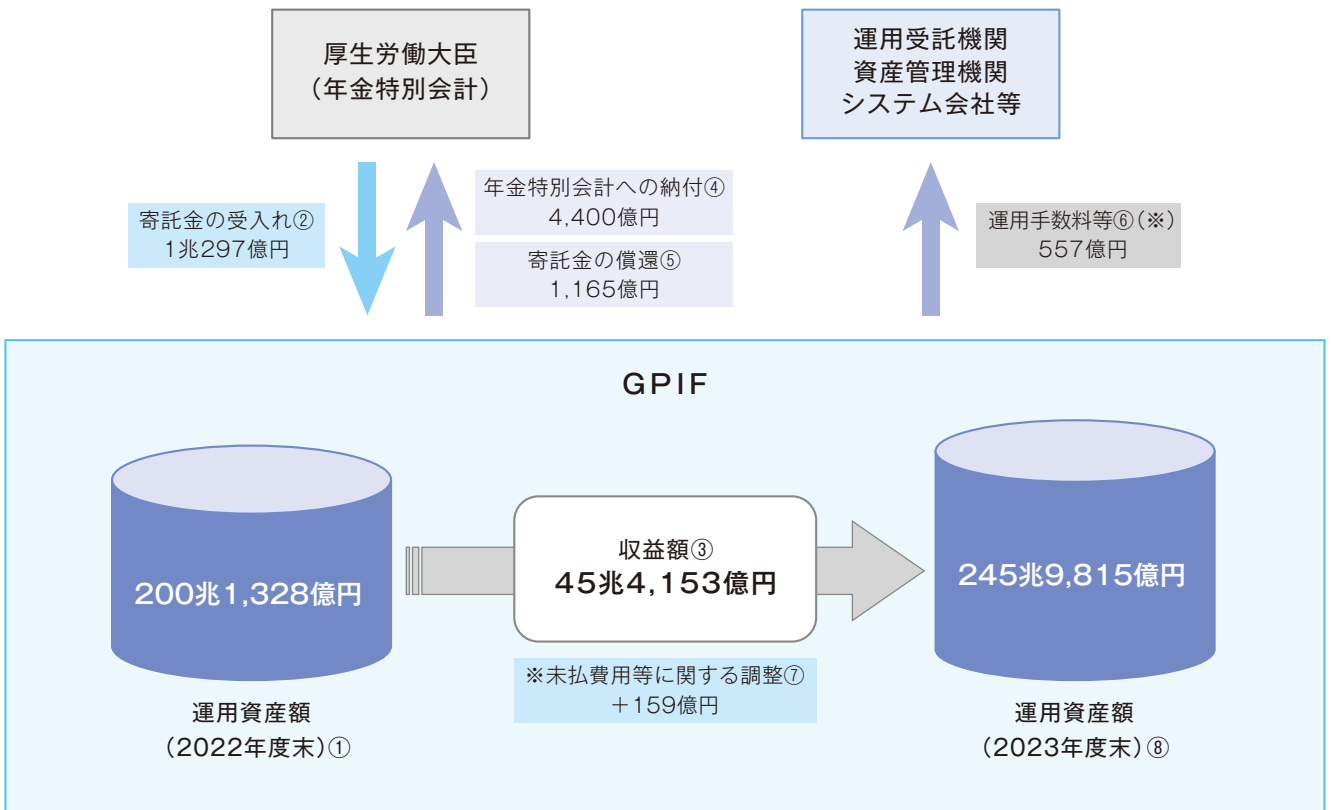 厚生労働大臣
（年金特別会計）
運用受託機関
資産管理機関
システム会社等
寄託金の受入れ②
1兆297億円
年金特別会計への納付④
4,400億円
寄託金の償還⑤
1,165億円
運用手数料等⑥(※)
557億円
GPIF
200兆1,328億円
収益額③
45兆4,153億円
245兆9,815億円
※未払費用等に関する調整⑦
＋159億円
運用資産額
（2022年度末）①
運用資産額
（2023年度末）⑧